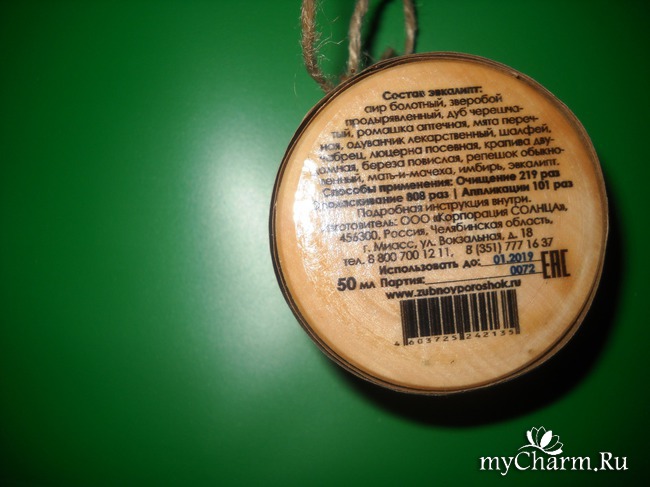 Состав эвкалипт:
аир болотный, зверобой
продырявленный, дуб черешча-
тый, ромашка аптечная, мята переч-
ная, одуванчик лекарственный, шалфей,
чабрец, люцерна посевная, крапива дву-
домная, береза повислая, репешок обыкно-
венный, мать-и-мачеха, имбирь, эвкалипт.
Способы применения: Очищение 219 раз
Ополаскивание 808 раз | Аппликации 101 раз
Подробная инструкция внутри.
Изготовитель: ООО «Корпорация СОЛНЦА»,
456300, Россия, Челябинская область,
г. Миасс, ул. Вокзальная, д. 18
тел. 8 800 700 12 11, 8 (351) 777 16 37
Использовать до: 01.2019
50 мл Партия: 0072 EAC
www.zubnoyporoshok.ru
4 603725 242135
myCharm.Ru